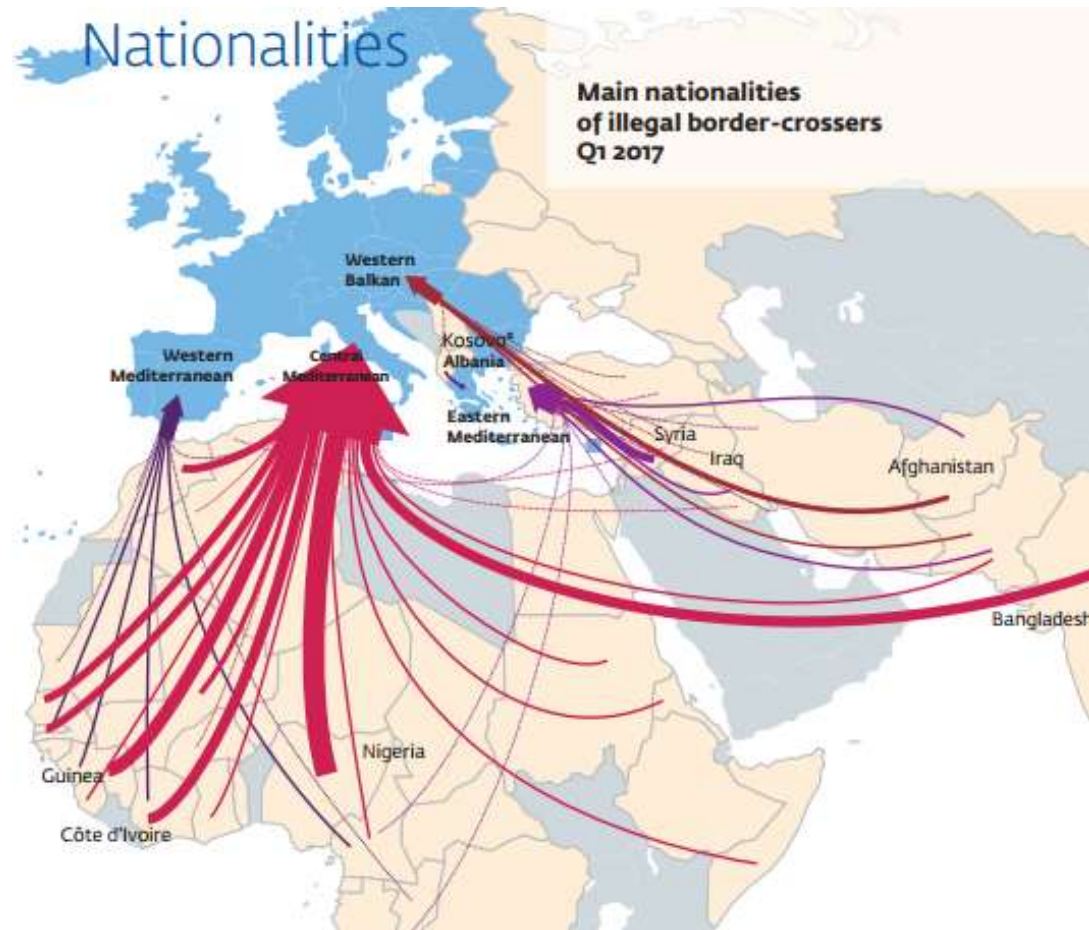 Nationalities
Main nationalities
of illegal border-crossers
Q1 2017
Western
Balkan
Western
Mediterranean
Central
Mediterranean
Kosovo*
Albania
Eastern
Mediterranean
Syria
Iraq
Afghanistan
Bangladesh
Nigeria
Guinea
Côte d'Ivoire